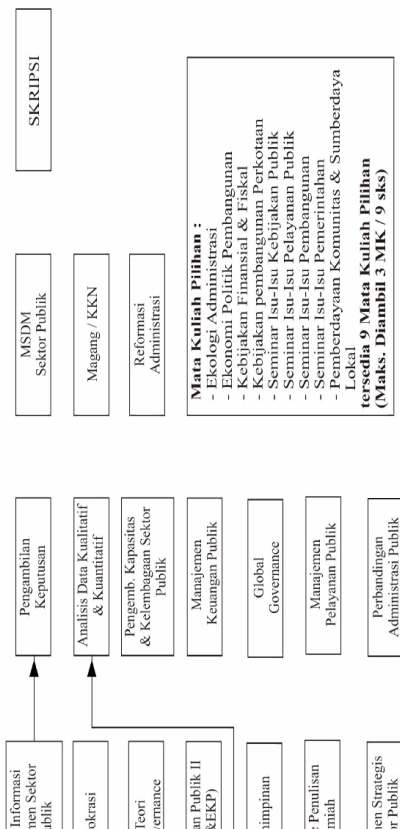 Informasi
men Sektor
ublik
okrasi
Teori
vernance
an Publik II
&EKP)
impinan
Penulisan
miah
en Strategis
r Publik
Pengambilan
Keputusan
Analisis Data Kualitatif
& Kuantitatif
Pengemb. Kapasitas
& Kelembagaan Sektor
Publik
Manajemen
Keuangan Publik
Global
Governance
Manajemen
Pelayanan Publik
Perbandingan
Administrasi Publik
MSDM
Sektor Publik
Magang / KKN
Reformasi
Administrasi
SKRIPSI
Mata Kuliah Pilihan :
- Ekologi Administrasi
- Ekonomi Politik Pembangunan
- Kebijakan Finansial & Fiskal
- Kebijakan pembangunan Perkotaan
- Seminar Isu-Isu Kebijakan Publik
- Seminar Isu-Isu Pelayanan Publik
- Seminar Isu-Isu Pembangunan
- Seminar Isu-Isu Pemerintahan
- Pemberdayaan Komunitas & Sumberdaya
Lokal
tersedia 9 Mata Kuliah Pilihan
(Maks. Diambil 3 MK / 9 sks)